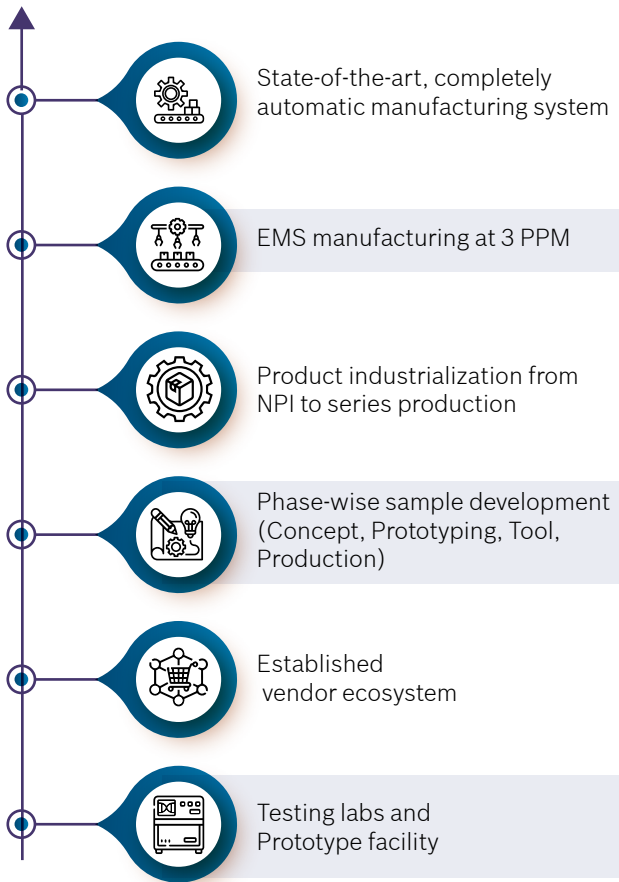 State-of-the-art, completely
automatic manufacturing system
EMS manufacturing at 3 PPM
Product industrialization from
NPI to series production
Phase-wise sample development
(Concept, Prototyping, Tool,
Production)
Established
vendor ecosystem
Testing labs and
Prototype facility